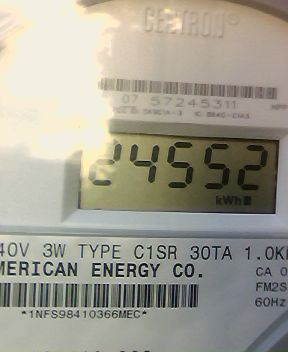 CEETRON®
07 57245311
24552
kWh
40V 3W TYPE C1SR 30TA 1.0K
MERICAN ENERGY CO.
CA 0
FM2S
60Hz
*1NFS98410366MEC*